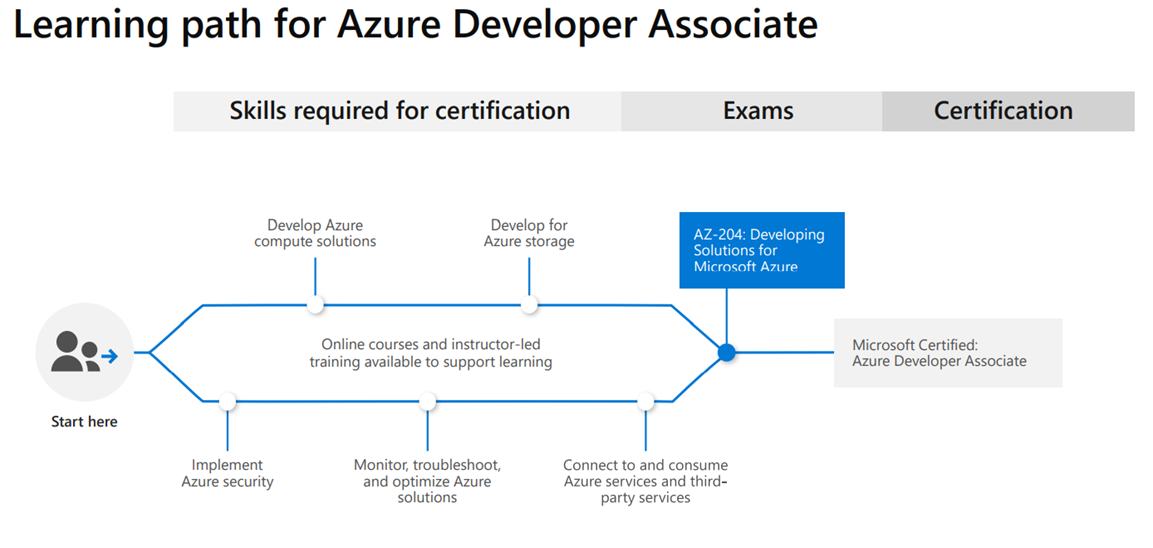 Learning path for Azure Developer Associate
Skills required for certification
Exams
Certification
Develop Azure
compute solutions
Develop for
Azure storage
AZ-204: Developing
Solutions for
Microsoft Azure
Online courses and instructor-led
training available to support learning
Microsoft Certified:
Azure Developer Associate
Start here
Implement
Azure security
Monitor, troubleshoot,
and optimize Azure
solutions
Connect to and consume
Azure services and third-
party services